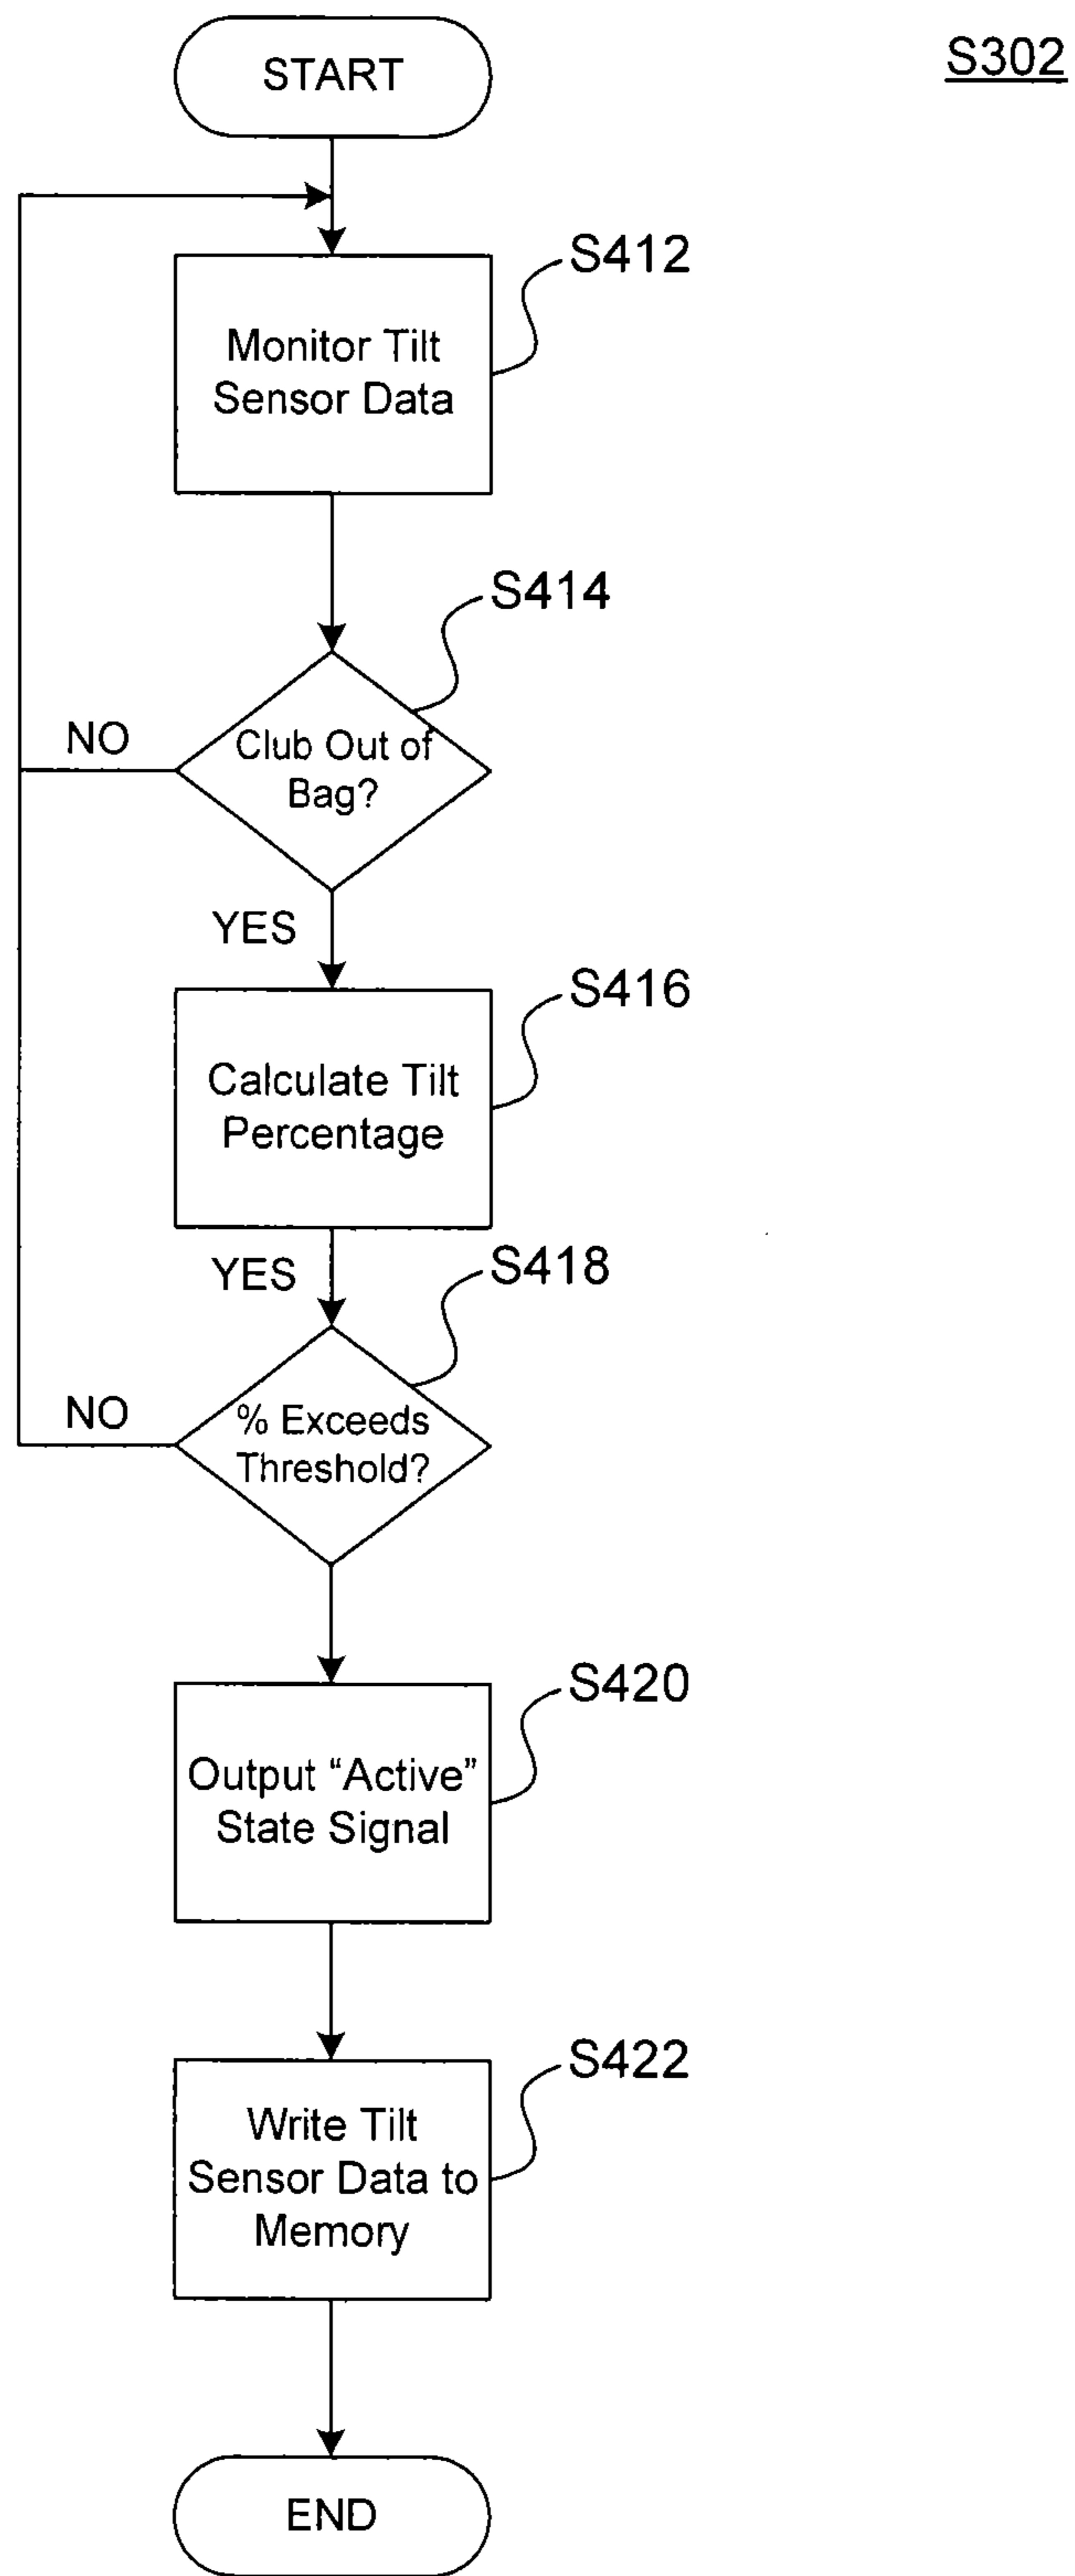 START
S302
S412
Monitor Tilt
Sensor Data
S414
NO
Club Out of
Bag?
YES
S416
Calculate Tilt
Percentage
YES
S418
NO
% Exceeds
Threshold?
S420
Output “Active”
State Signal
S422
Write Tilt
Sensor Data to
Memory
END